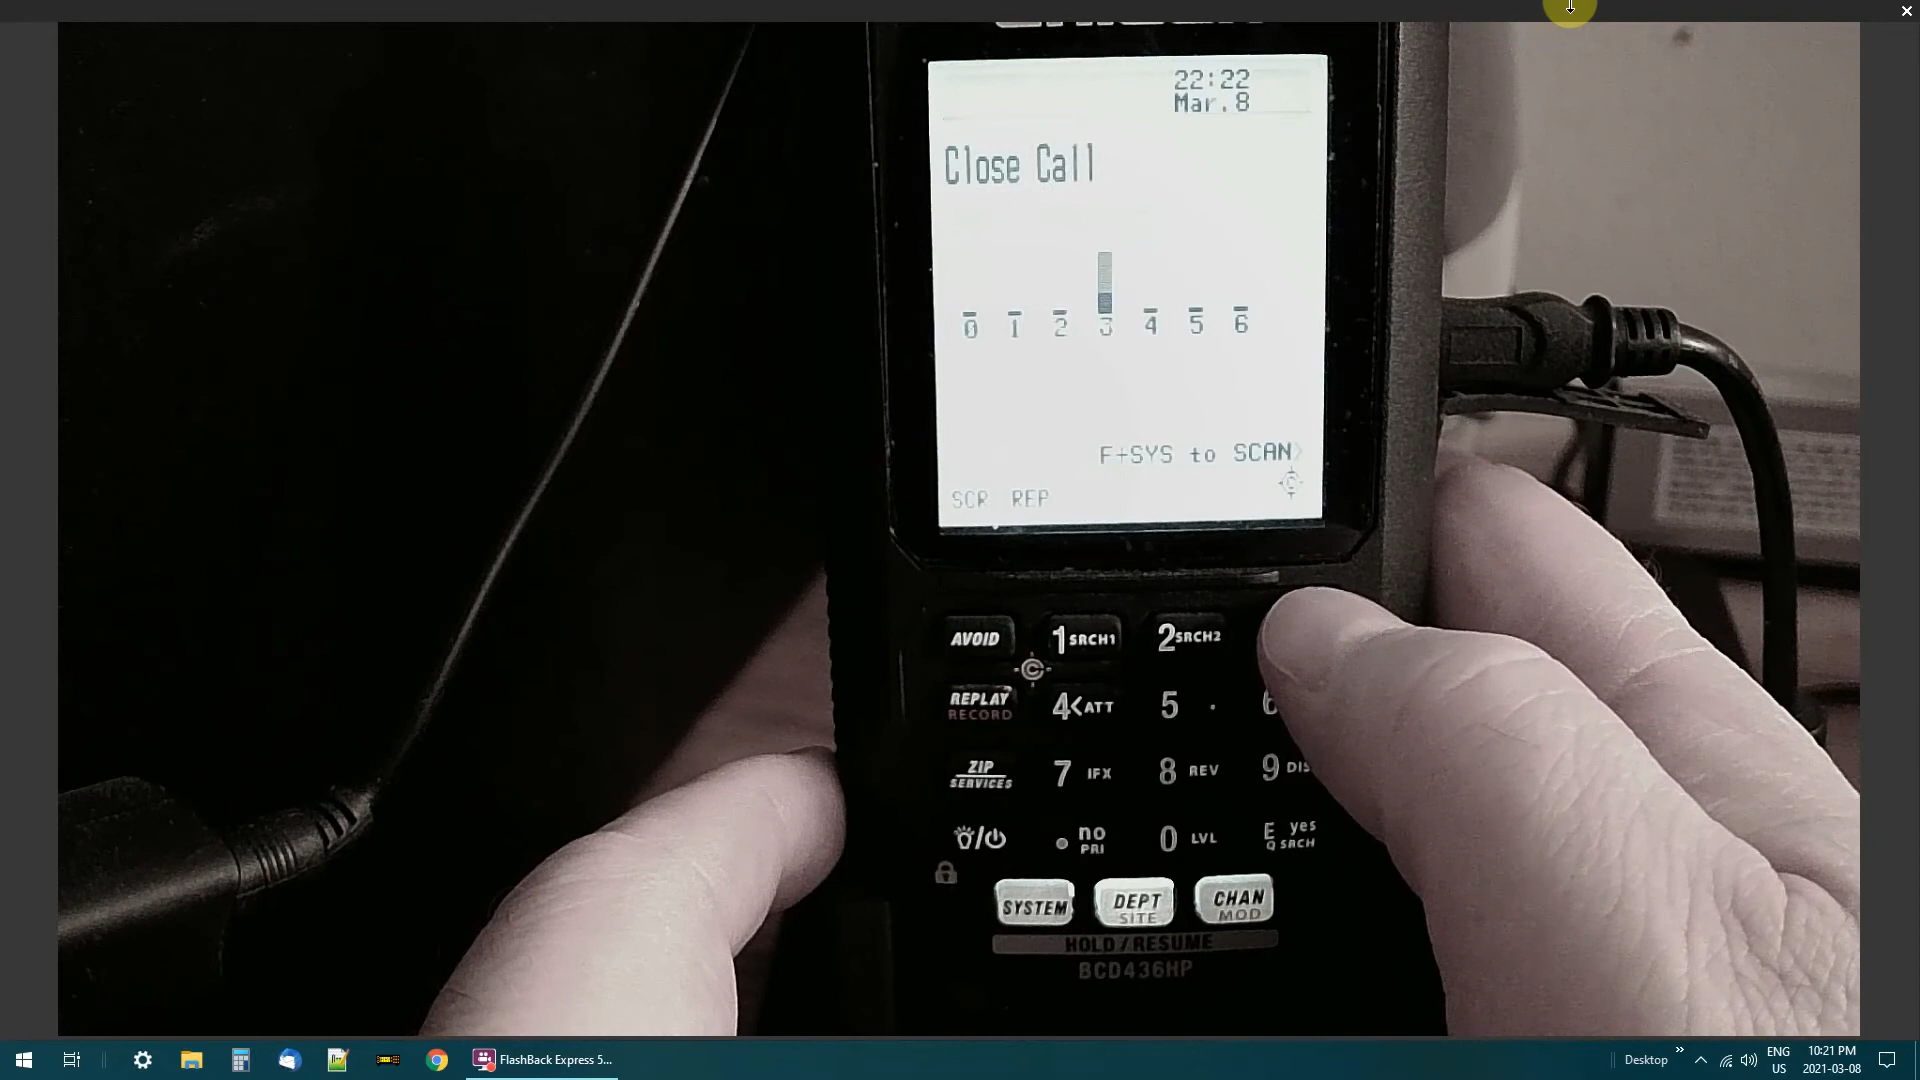 22:22
Mar. 8
Close Call
0 1 2 3 4 5 6
F+SYS to SCAN
SCR REP
AVOID 1 SRCH1 2 SRCH2
C
REPLAY 4<ATT 5 . 6
RECORD
ZIP 7 IFX 8 REV 9 DIS
SERVICES
no 0 LVL E yes
PRI Q SRCH
SYSTEM DEPT CHAN
SITE MOD
HOLD / RESUME
BCD436HP
FlashBack Express 5...
Desktop
ENG
US
10:21 PM
2021-03-08